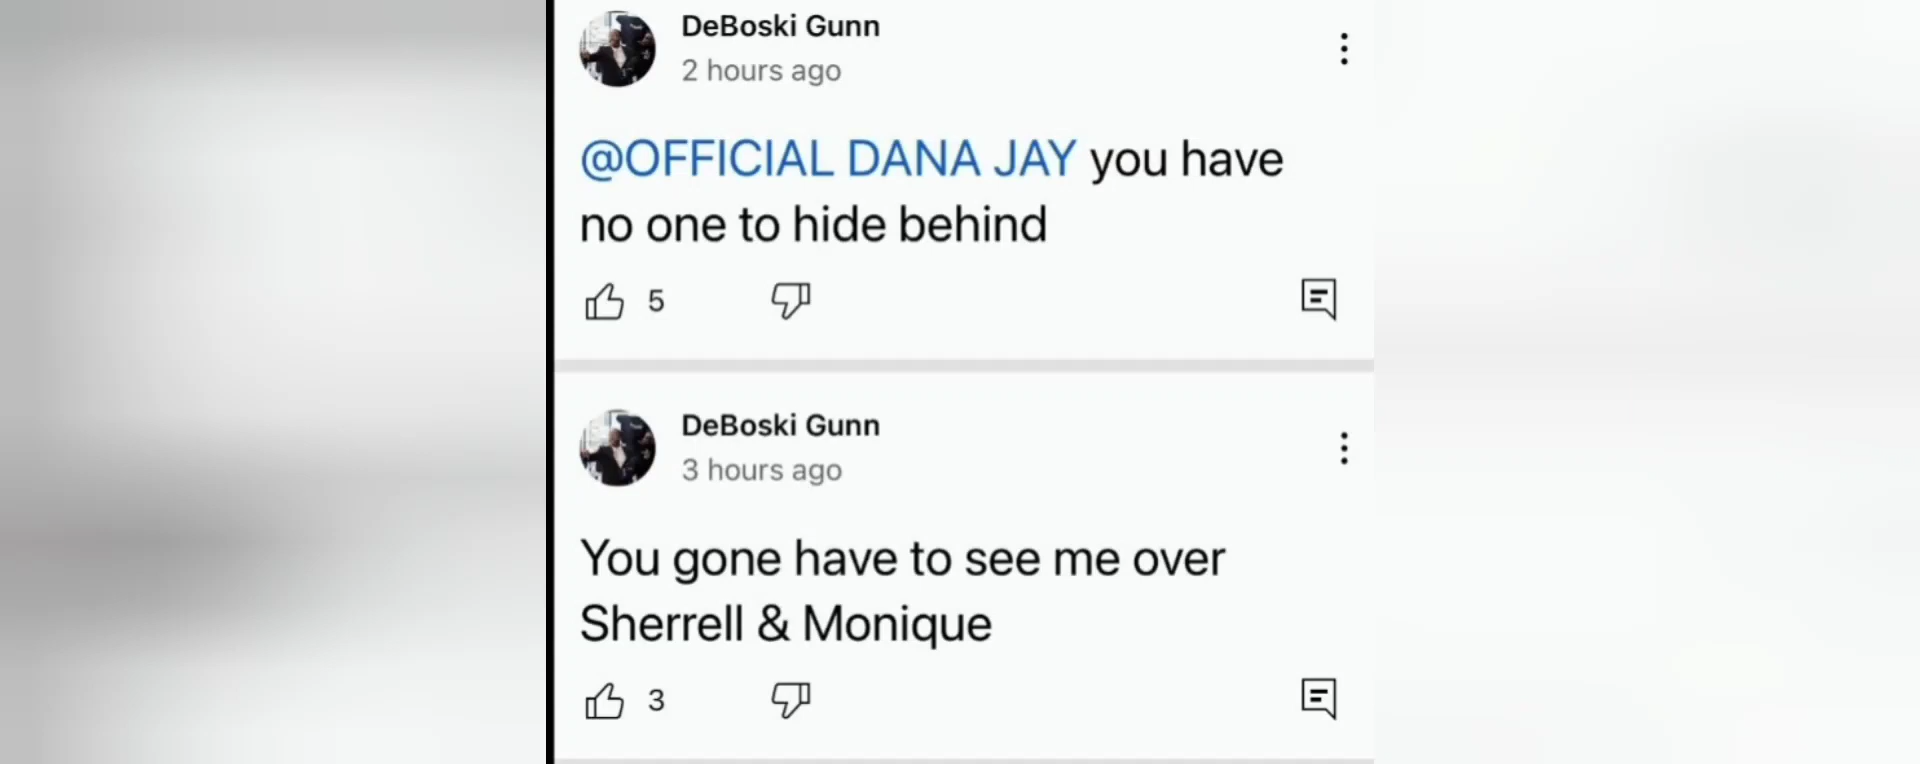 DeBoski Gunn
2 hours ago
@OFFICIAL DANA JAY you have
no one to hide behind
5
DeBoski Gunn
3 hours ago
You gone have to see me over
Sherrell & Monique
3